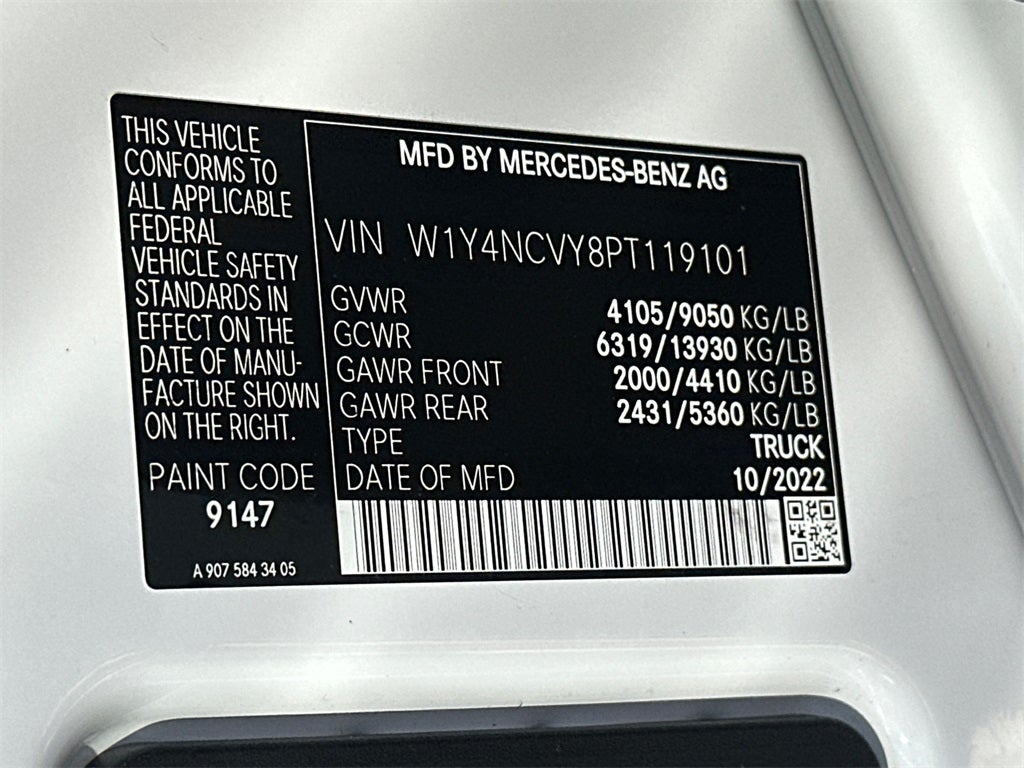 THIS VEHICLE
CONFORMS TO
ALL APPLICABLE
FEDERAL
VEHICLE SAFETY
STANDARDS IN
EFFECT ON THE
DATE OF MANU-
FACTURE SHOWN
ON THE RIGHT.
PAINT CODE
9147
A 907 584 34 05
MFD BY MERCEDES-BENZ AG
VIN W1Y4NCVY8PT119101
GVWR 4105/9050 KG/LB
GCWR 6319/13930 KG/LB
GAWR FRONT 2000/4410 KG/LB
GAWR REAR 2431/5360 KG/LB
TYPE TRUCK
DATE OF MFD 10/2022